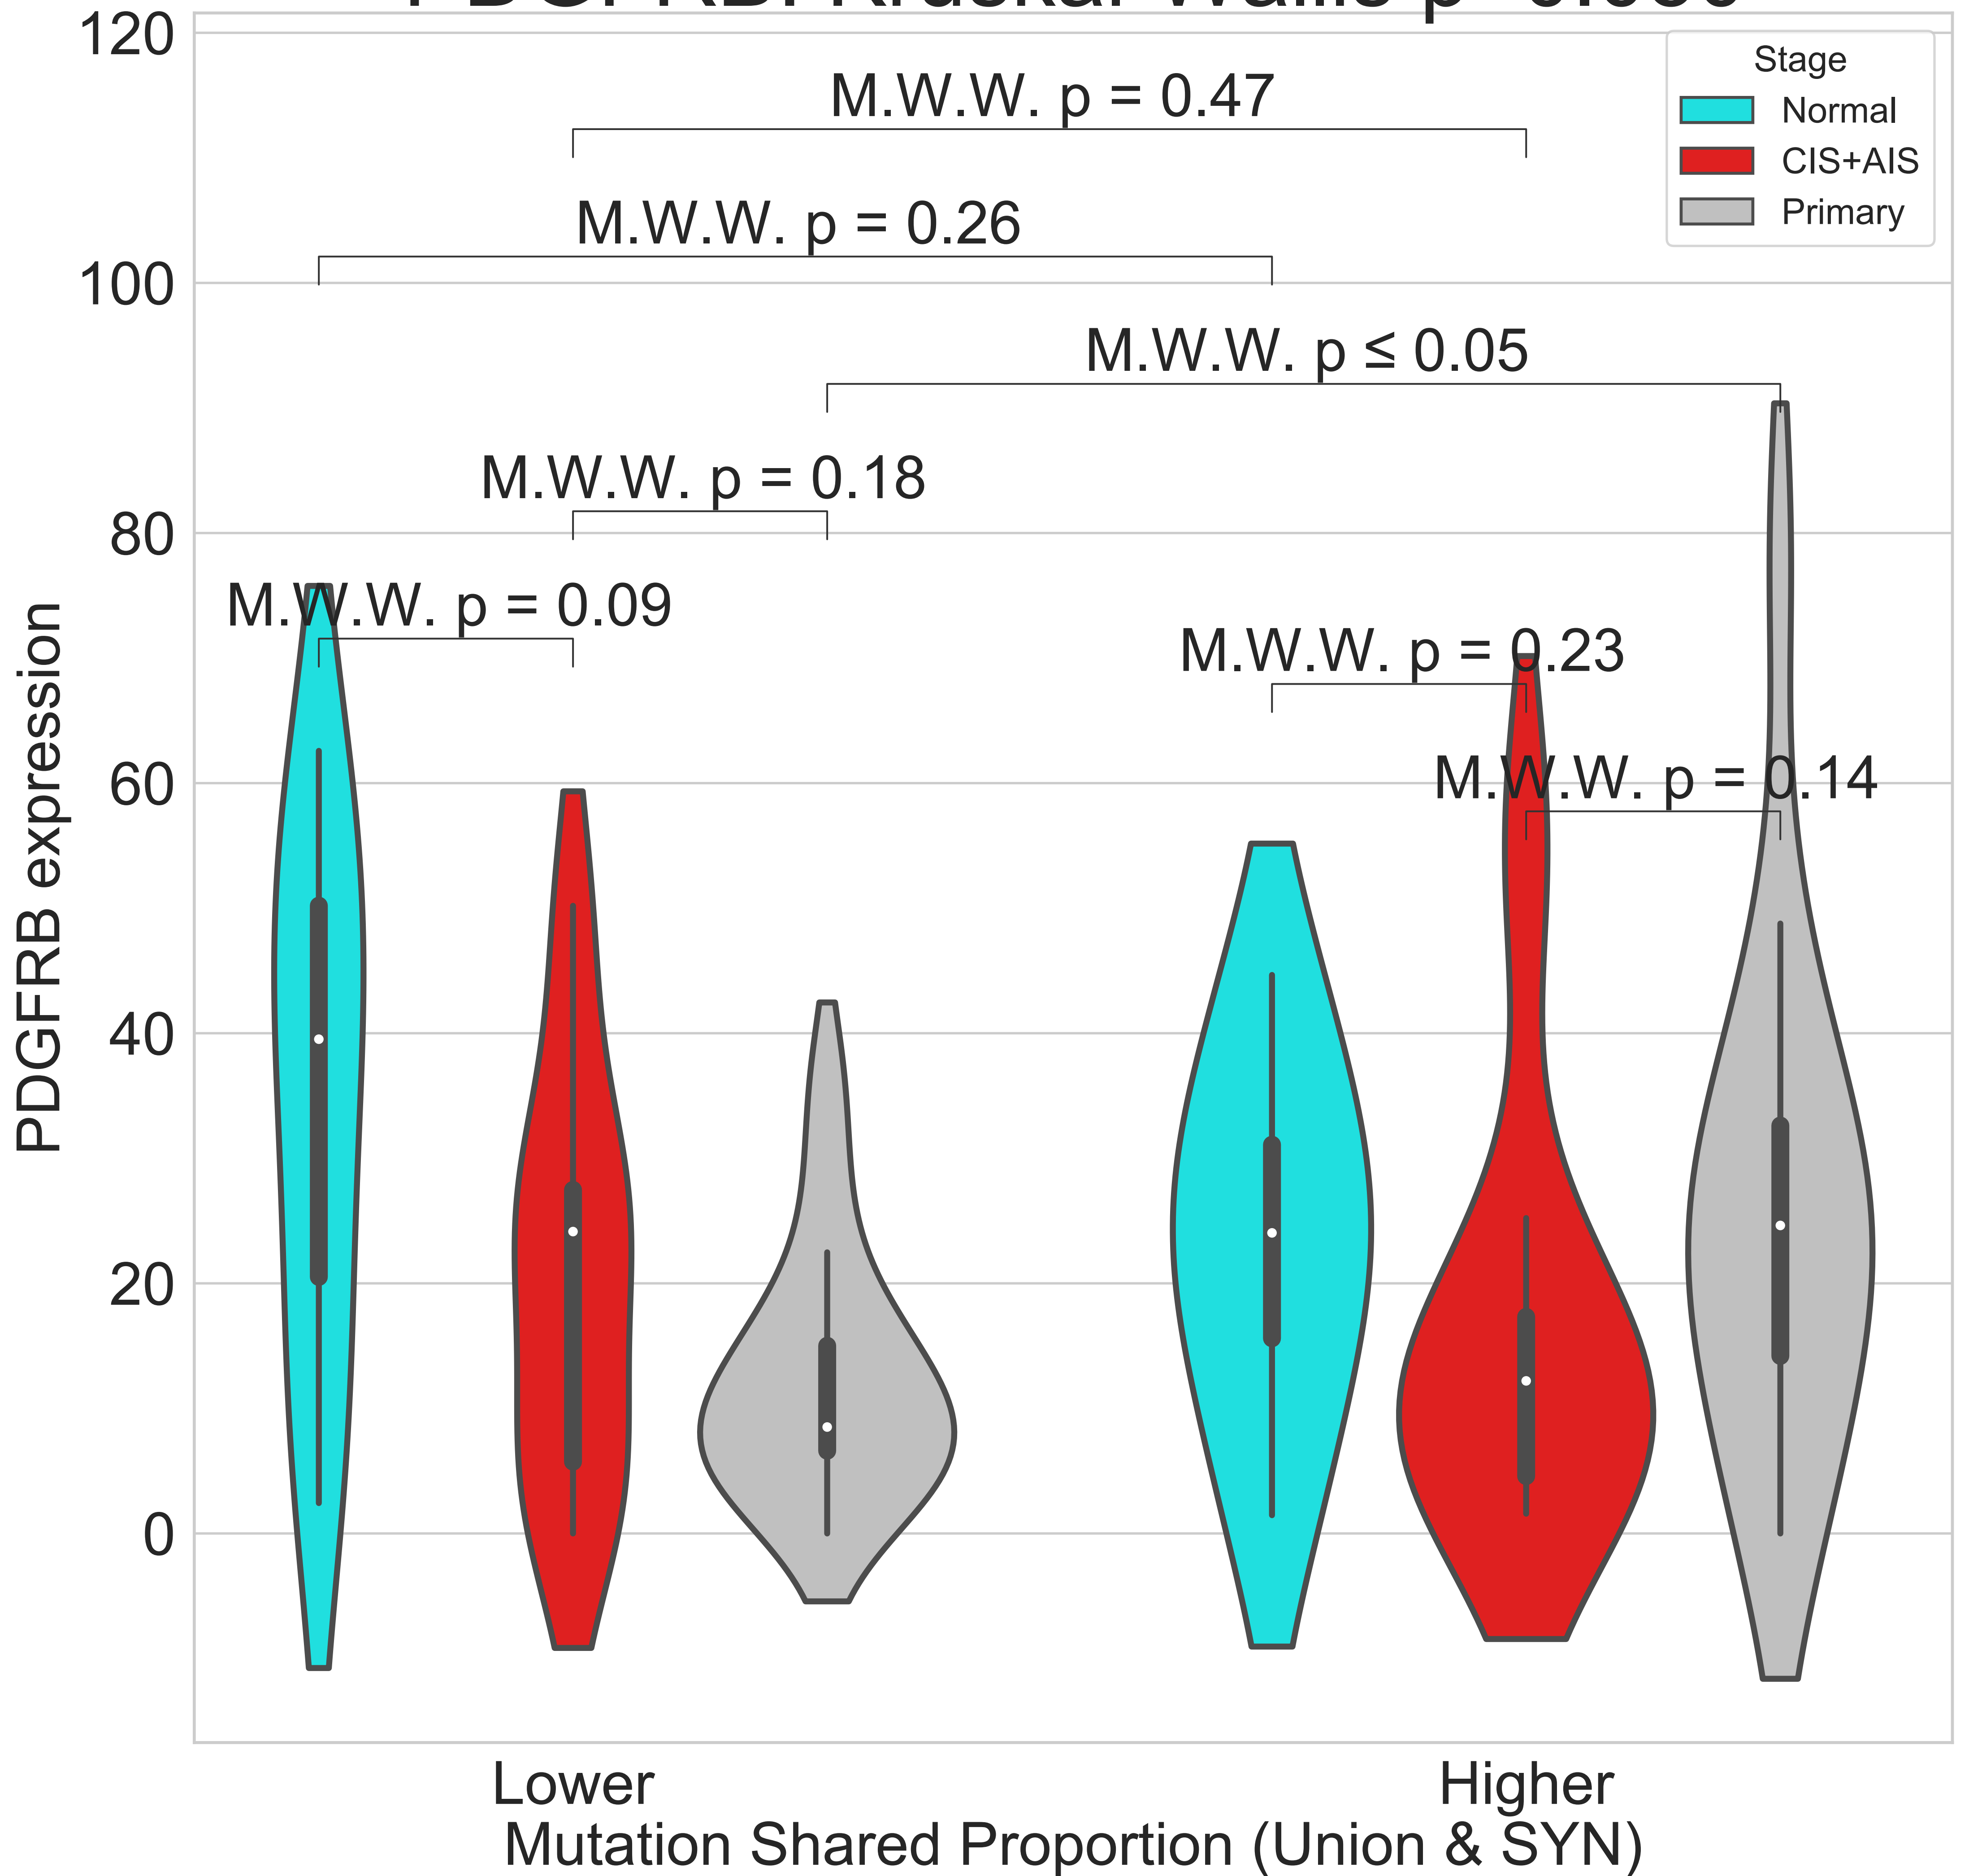 120
M.W.W. p = 0.47
M.W.W. p = 0.26
100
M.W.W. p ≤ 0.05
M.W.W. p = 0.18
80
M.W.W. p = 0.09
M.W.W. p = 0.23
60
M.W.W. p = 0.14
40
20
0
Stage
Normal
CIS+AIS
Primary
PDGFRB expression
Lower
Higher
Mutation Shared Proportion (Union & SYN)